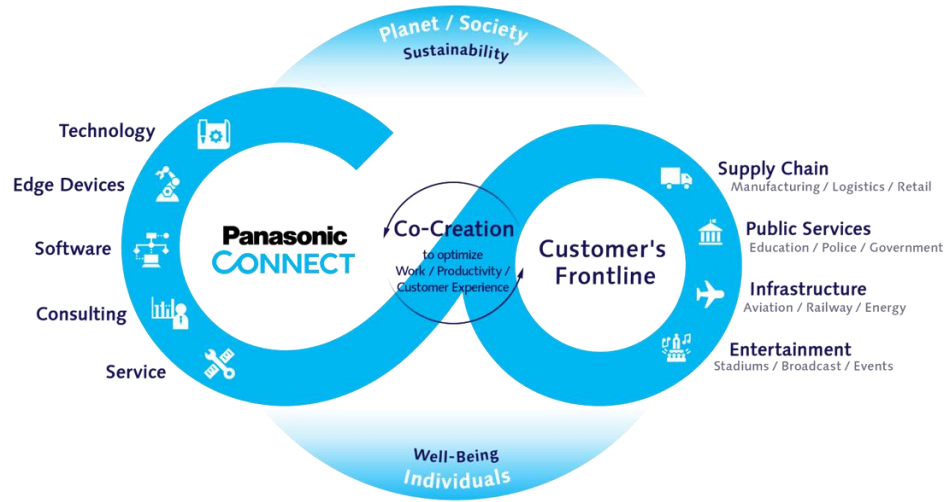 Planet / Society
Sustainability
Technology
Edge Devices
Software
Consulting
Service
Panasonic
CONNECT
Co-Creation
to optimize
Work / Productivity /
Customer Experience
Customer's
Frontline
Supply Chain
Manufacturing / Logistics / Retail
Public Services
Education / Police / Government
Infrastructure
Aviation / Railway / Energy
Entertainment
Stadiums / Broadcast / Events
Well-Being
Individuals